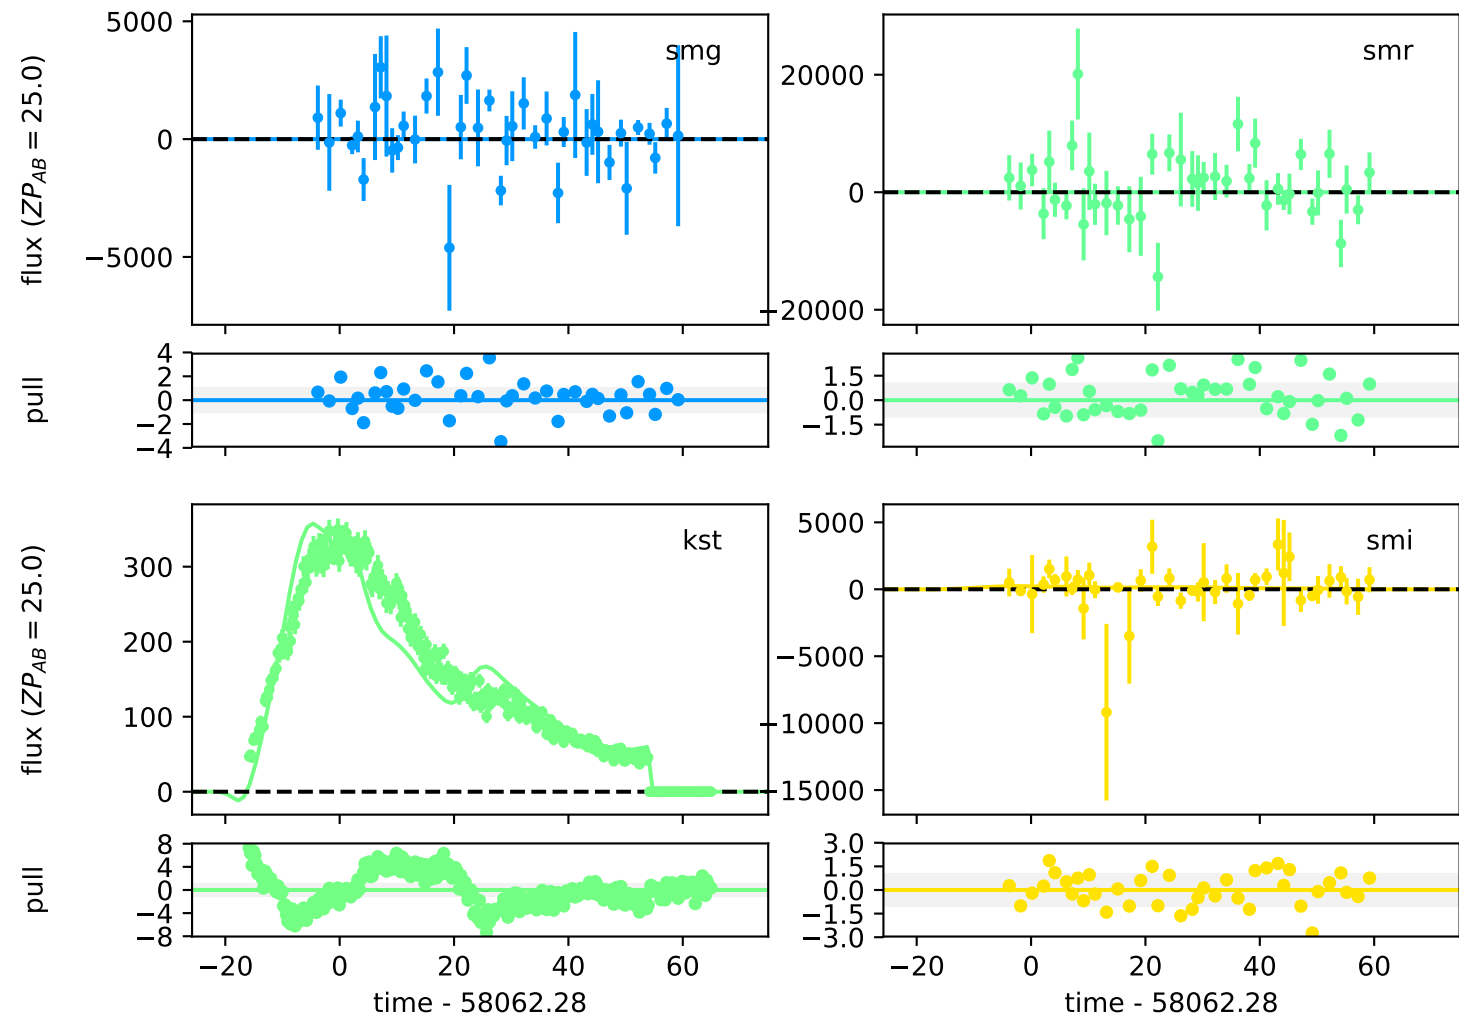 5000
0
−5000
flux (ZP_AB = 25.0)
smg
20000
0
−20000
smr
4
2
0
−2
−4
pull
1.5
0.0
−1.5
300
200
100
0
flux (ZP_AB = 25.0)
kst
5000
0
−5000
−10000
−15000
smi
8
4
0
−4
−8
pull
3.0
1.5
0.0
−1.5
−3.0
−20 0 20 40 60
−20 0 20 40 60
time - 58062.28
time - 58062.28